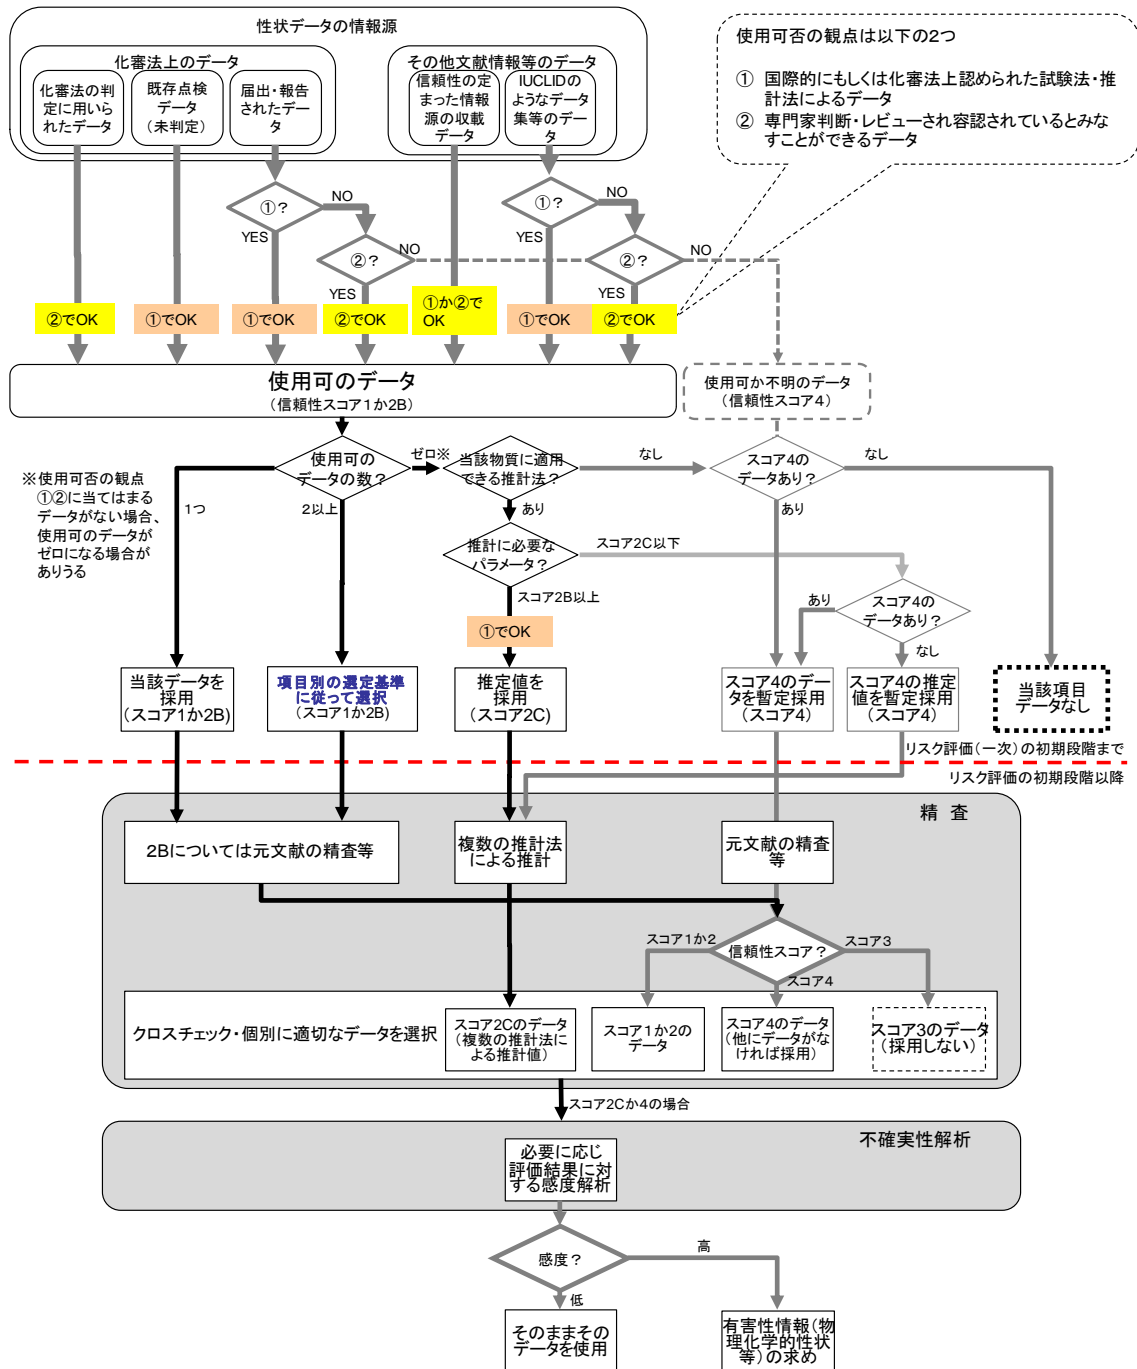 性状データの情報源
化審法上のデータ
化審法の判
定に用いら
れたデータ
既存点検
データ
(未判定)
届出・報告
されたデー
タ
その他文献情報等のデータ
信頼性の定
まった情報
源の収載
データ
IUCLIDの
ようなデータ
集等のデー
タ
使用可否の観点は以下の2つ
① 国際的にもしくは化審法上認められた試験法・推
計法によるデータ
② 専門家判断・レビューされ容認されているとみな
すことができるデータ
①?
NO
YES
②?
NO
YES
①?
NO
YES
②?
NO
YES
②でOK
①でOK
①でOK
②でOK
①か②で
OK
①でOK
②でOK
使用可のデータ
(信頼性スコア1か2B)
使用可か不明のデータ
(信頼性スコア4)
※使用可否の観点
①②に当てはまる
データがない場合、
使用可のデータが
ゼロになる場合が
ありうる
使用可の
データの数?
ゼロ※
1つ
2以上
当該物質に適用
できる推計法?
なし
あり
スコア4の
データあり?
なし
あり
推計に必要な
パラメータ?
スコア2C以下
スコア2B以上
スコア4の
データあり?
あり
なし
①でOK
当該データを
採用
(スコア1か2B)
項目別の選定基準
に従って選択
(スコア1か2B)
推定値を
採用
(スコア2C)
スコア4のデー
タを暫定採用
(スコア4)
スコア4の推定
値を暫定採用
(スコア4)
当該項目
データなし
リスク評価(一次)の初期段階まで
リスク評価の初期段階以降
精 査
2Bについては元文献の精査等
複数の推計法
による推計
元文献の精査
等
信頼性スコア?
スコア1か2
スコア3
スコア4
クロスチェック・個別に適切なデータを選択
スコア2Cのデータ
(複数の推計法に
よる推計値)
スコア1か2の
データ
スコア4のデータ
(他にデータがな
ければ採用)
スコア3のデータ
(採用しない)
スコア2Cか4の場合
不確実性解析
必要に応じ
評価結果に対
する感度解析
感度?
高
低
そのままその
データを使用
有害性情報(物
理化学的性状
等)の求め